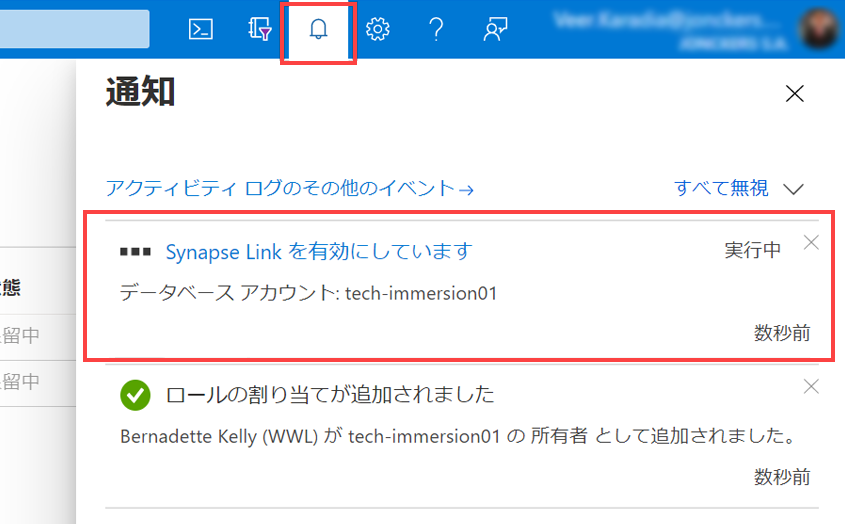 通知
アクティビティ ログのその他のイベント→
すべて無視
Synapse Link を有効にしています
実行中
データベース アカウント: tech-immersion01
数秒前
態
留中
留中
ロールの割り当てが追加されました
Bernadette Kelly (WWL) が tech-immersion01 の 所有者 として追加されました。
数秒前